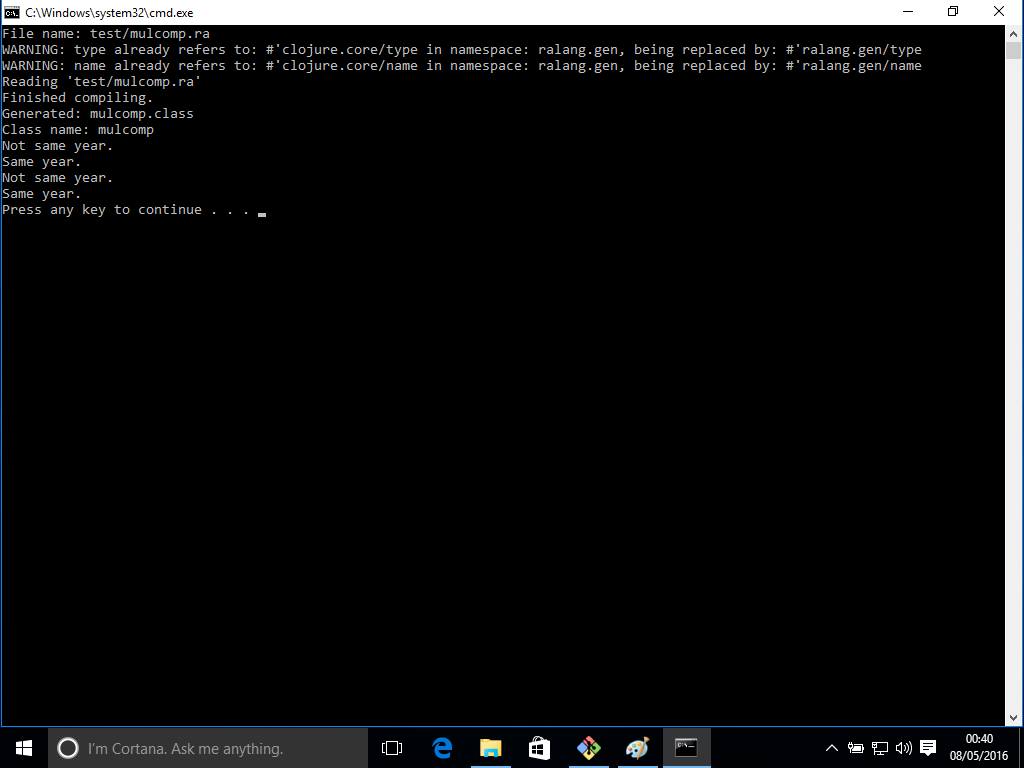 C:\Windows\system32\cmd.exe
File name: test/mulcomp.ra
WARNING: type already refers to: #'clojure.core/type in namespace: ralang.gen, being replaced by: #'ralang.gen/type
WARNING: name already refers to: #'clojure.core/name in namespace: ralang.gen, being replaced by: #'ralang.gen/name
Reading 'test/mulcomp.ra'
Finished compiling.
Generated: mulcomp.class
Class name: mulcomp
Not same year.
Same year.
Not same year.
Same year.
Press any key to continue . . .
I'm Cortana. Ask me anything.
00:40
08/05/2016